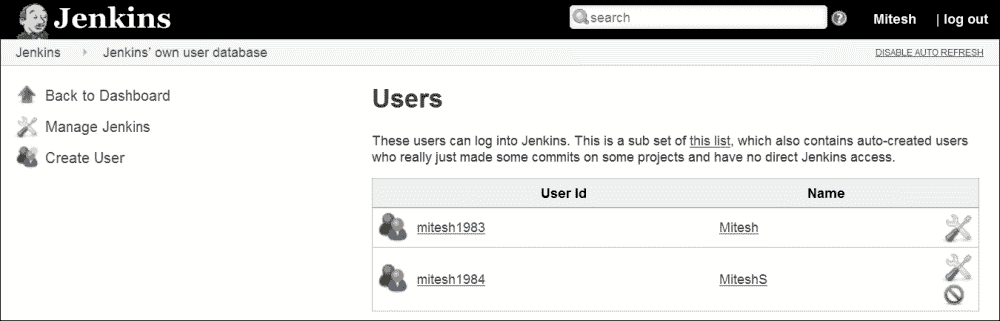 Jenkins
search
Mitesh | log out
Jenkins Jenkins' own user database
DISABLE AUTO REFRESH
Back to Dashboard
Manage Jenkins
Create User
Users
These users can log into Jenkins. This is a sub set of this list, which also contains auto-created users
who really just made some commits on some projects and have no direct Jenkins access.
User Id Name
mitesh1983 Mitesh
mitesh1984 MiteshS